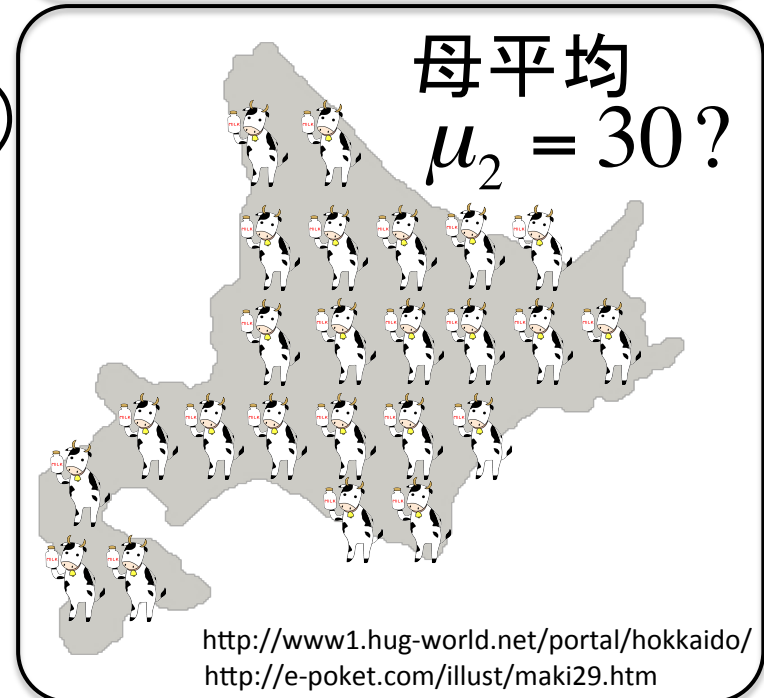 母平均
μ₂ = 30?
http://www1.hug-world.net/portal/hokkaido/
http://e-poket.com/illust/maki29.htm